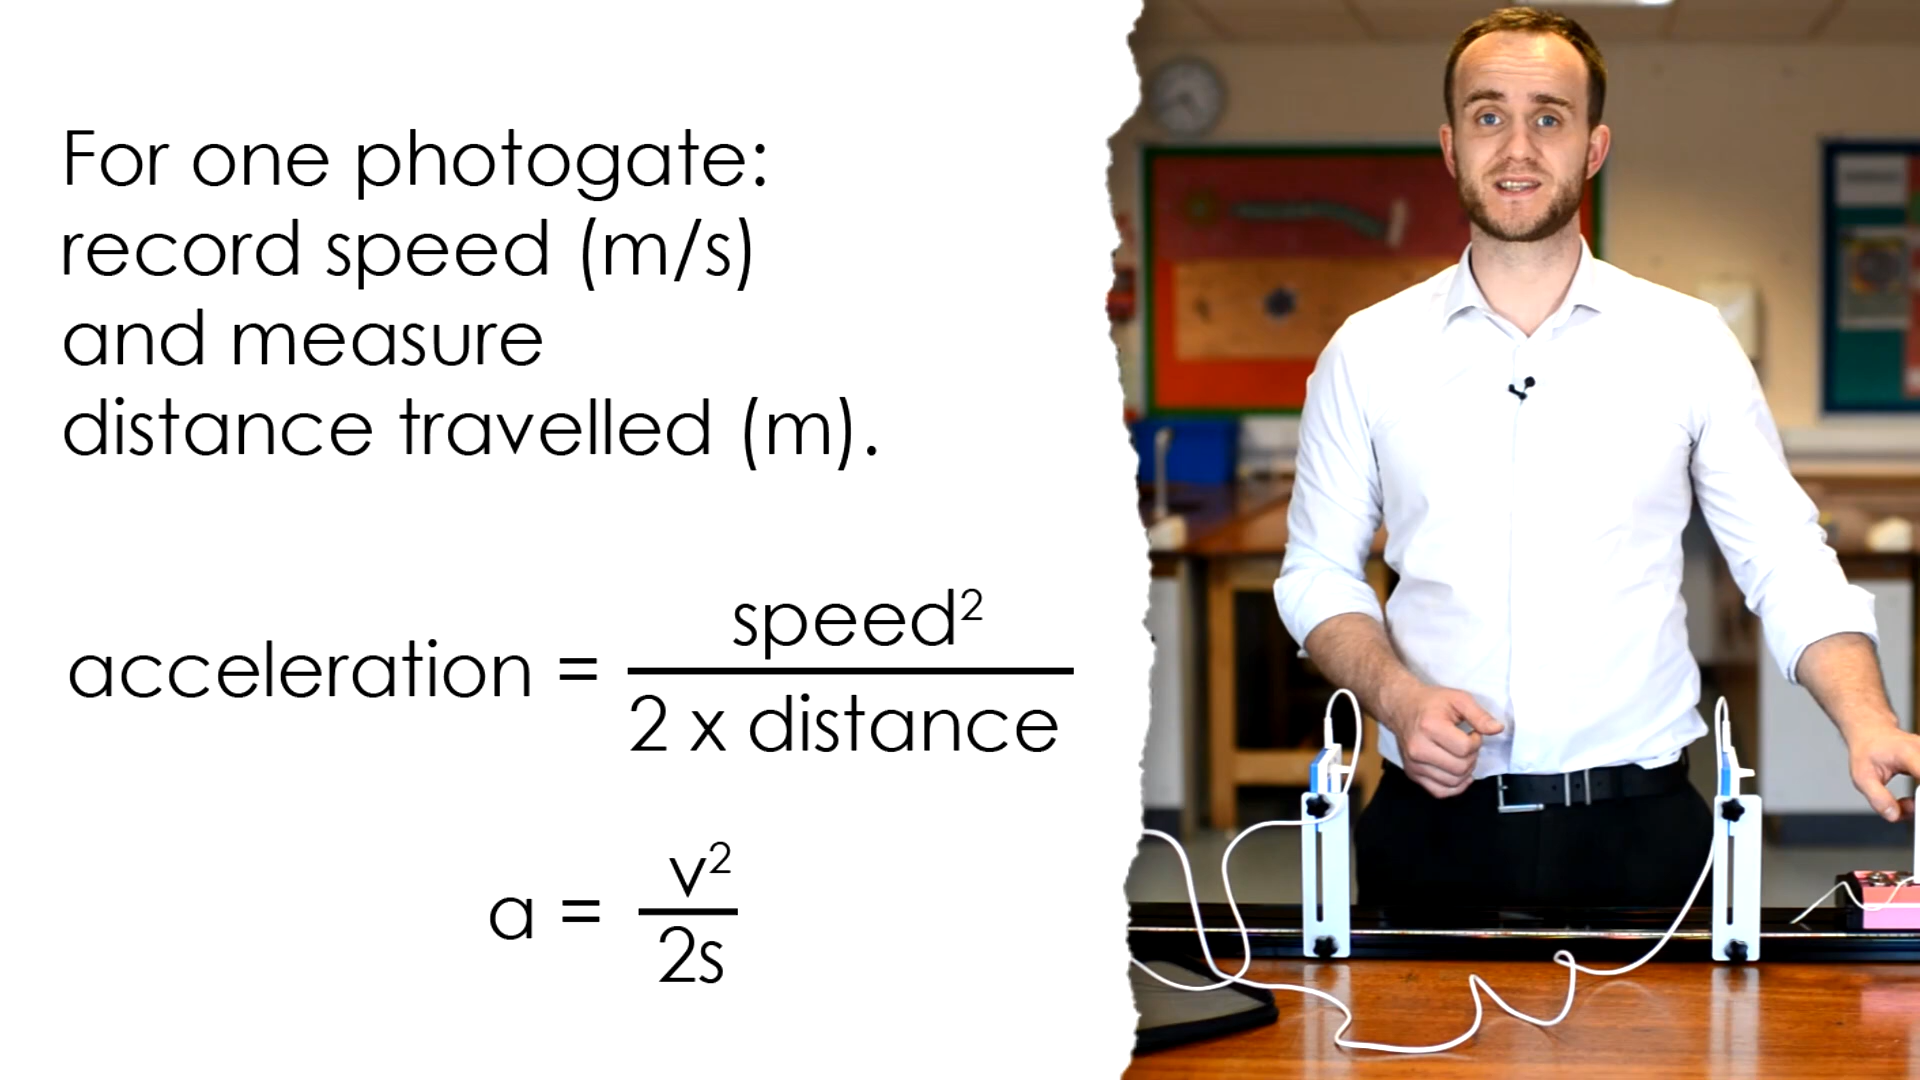 For one photogate:
record speed (m/s)
and measure
distance travelled (m).
acceleration = speed²
2 x distance
a = v²
2s